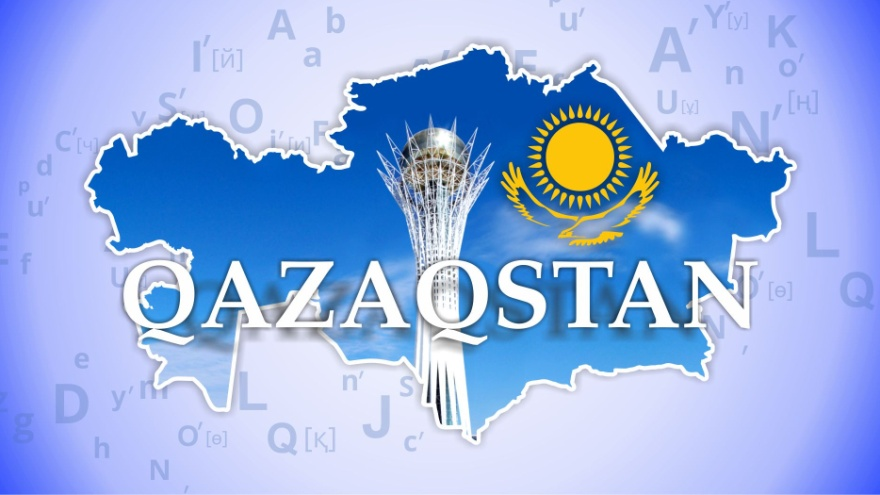 A b u′ Y′[у] K
I′[й] a A′ n o′
v S′ O U[ұ] N′[ң]
C′[ч] i′[и] F
d
p
u′
L
f Q
QAZAQSTAN
[ө]
N
e
y′ m n′ s
g D L J
h O′[ө] Q[Қ] c′
N